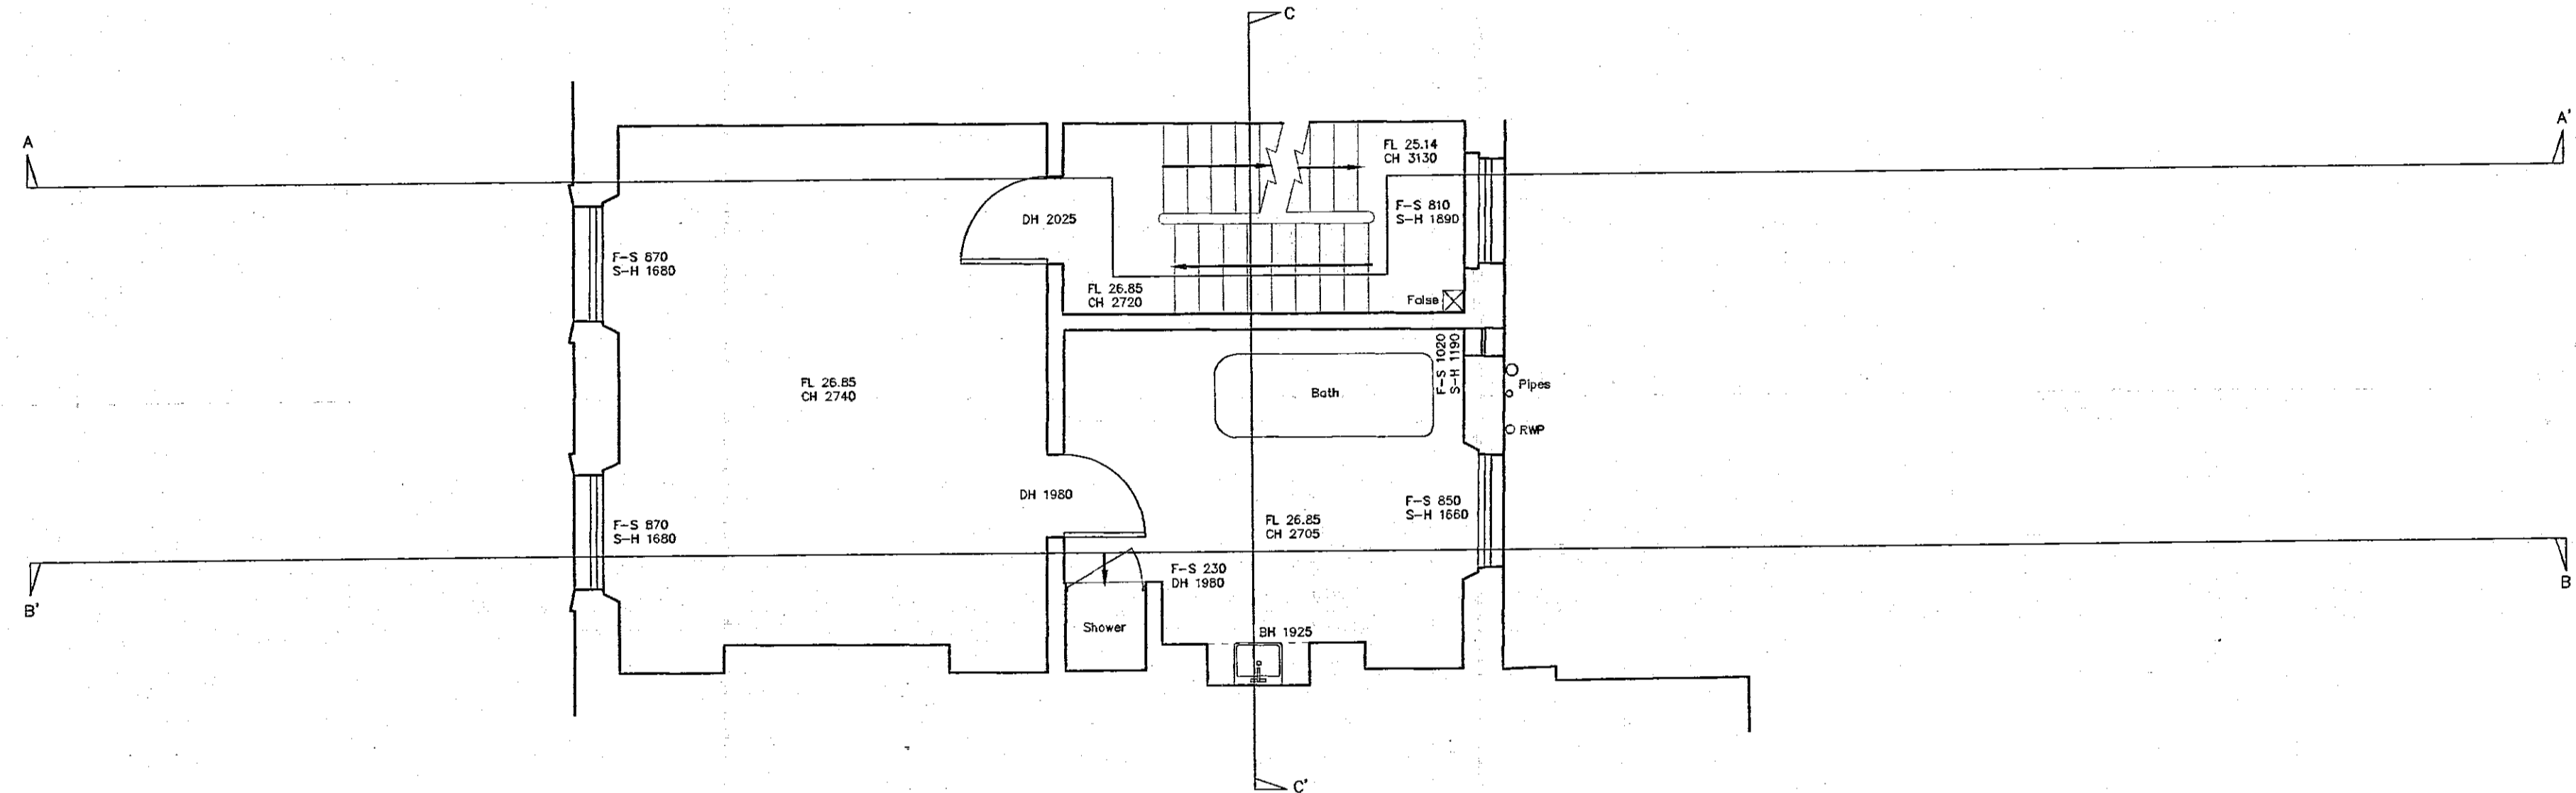 C
A
A'
FL 25.14
CH 3130
DH 2025
F-S 810
S-H 1890
F-S 870
S-H 1680
FL 26.85
CH 2720
False
F-S 1020
S-H 1190
FL 26.85
CH 2740
Bath
Pipes
RWP
DH 1980
F-S 850
S-H 1660
F-S 870
S-H 1680
FL 26.85
CH 2705
F-S 230
DH 1980
B'
B
Shower
BH 1925
C'